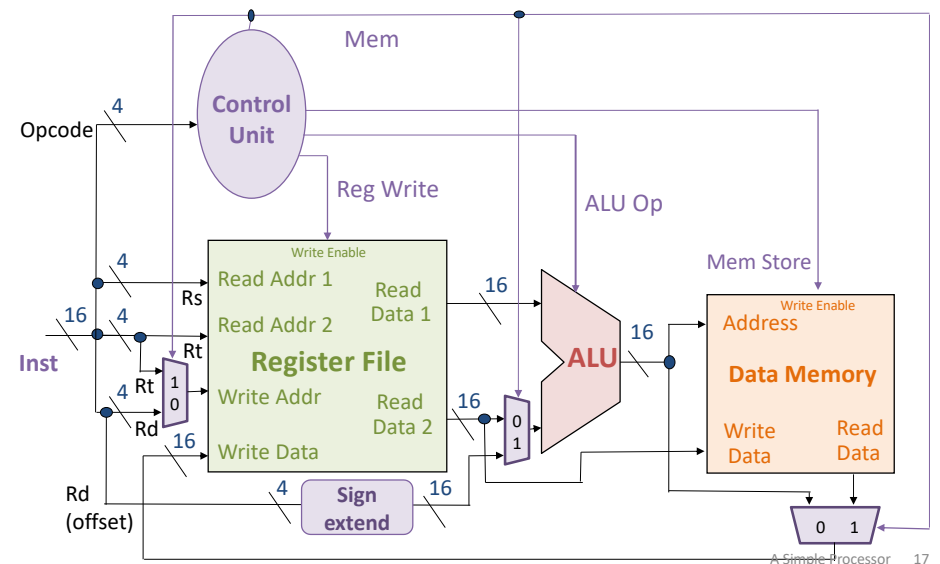 Mem
4
Control
Unit
Opcode
Reg Write
ALU Op
Write Enable
4
Read Addr 1
Rs
Read
Data 1
16
Mem Store
Write Enable
16
4
Read Addr 2
Rt
16
Address
Inst
Register File
ALU
Data Memory
Rt
1
0
4
Rd
Write Addr
Read
Data 2
16
0
1
Write
Data
Read
Data
16
Write Data
Rd
(offset)
4
Sign
extend
16
0 1
A Simple Processor 17